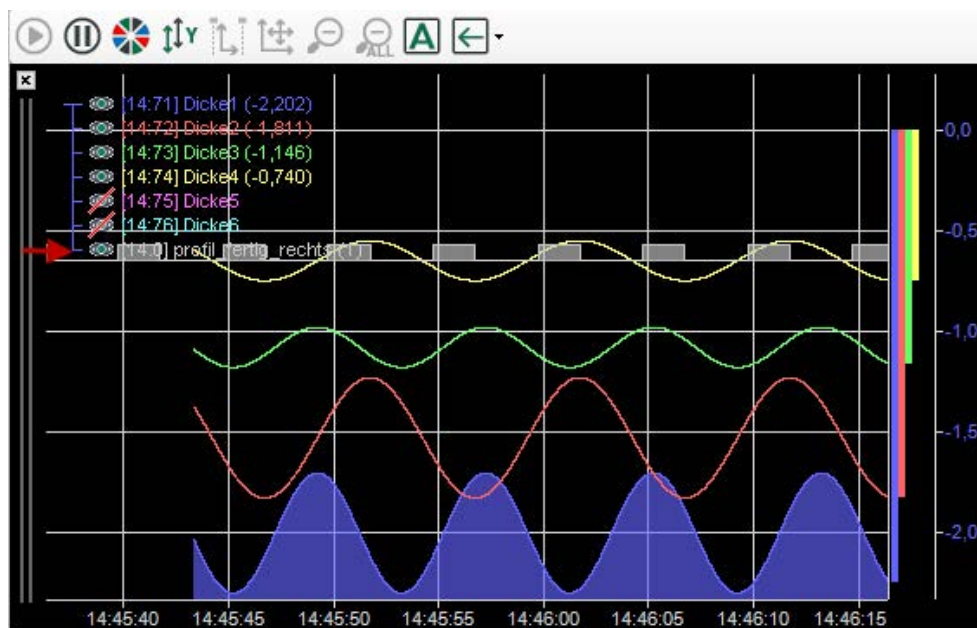 Y
ALL
A
x
[14:71] Dicke1 (-2,202)
[14:72] Dicke2 (-1,811)
[14:73] Dicke3 (-1,146)
[14:74] Dicke4 (-0,740)
[14:75] Dicke5
[14:76] Dicke6
[14.0] profil_fertig_rechts (1)
0,0
-0,5
-1,0
-1,5
-2,0
14:45:40 14:45:45 14:45:50 14:45:55 14:46:00 14:46:05 14:46:10 14:46:15